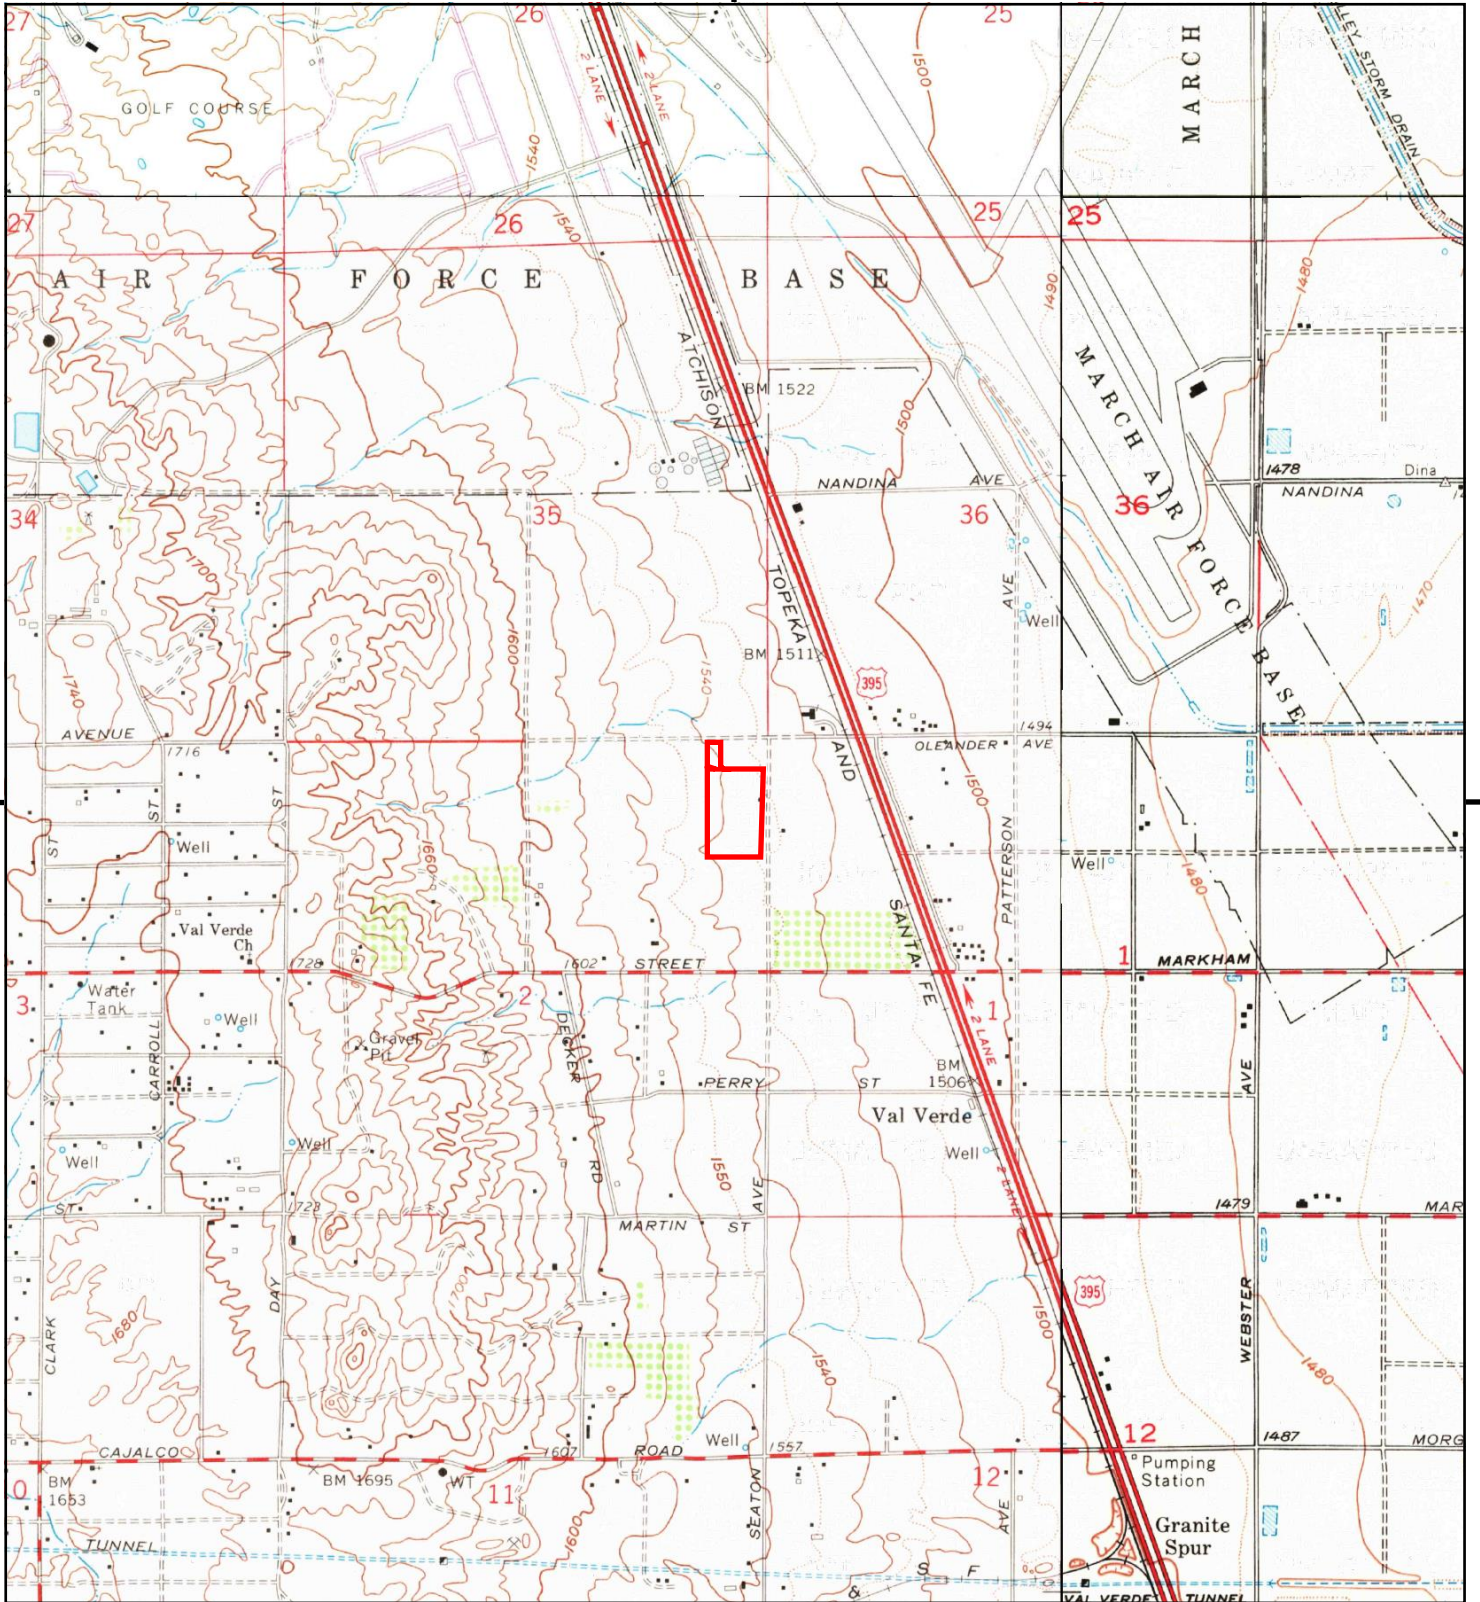 27
26
25
MARCH
VALLEY STORM DRAIN
2 LANE
2 LANE
GOLF COURSE
1500
1540
27
26
1540
25
25
AIR FORCE BASE
1490
1480
ATCHISON
BM 1522
1500
MARCH AIR FORCE BASE
1478
Dina
NANDINA AVE
NANDINA
34
35
36
36
1700
1600
TOPEKA
AVE
1470
Well
BM 1511
1540
1740
395
AVENUE
1716
1494
OLEANDER AVE
AND
1500
ST
ST
ST
Well
1660
PATTERSON
Well
1480
Val Verde
Ch
SANTA FE
1728
1602
STREET
1
MARKHAM
3
Water
Tank
2
1
2 LANE
Well
CARROLL
Gravel
Pit
DECKER
BM
1506
AVE
PERRY ST
Val Verde
Well
Well
Well
RD
1550
AVE
2 LANE
ST
1723
1479
MAR
MARTIN ST
DAY
1700
395
1680
CLARK
1500
WEBSTER
1540
1480
CAJALCO
1607
ROAD
Well
1557
12
1487
MORG
BM
1653
BM 1695
WT
Pumping
Station
0
11
12
SEATON
AVE
1600
Granite
Spur
TUNNEL
& S F
VAL VERDE TUNNEL